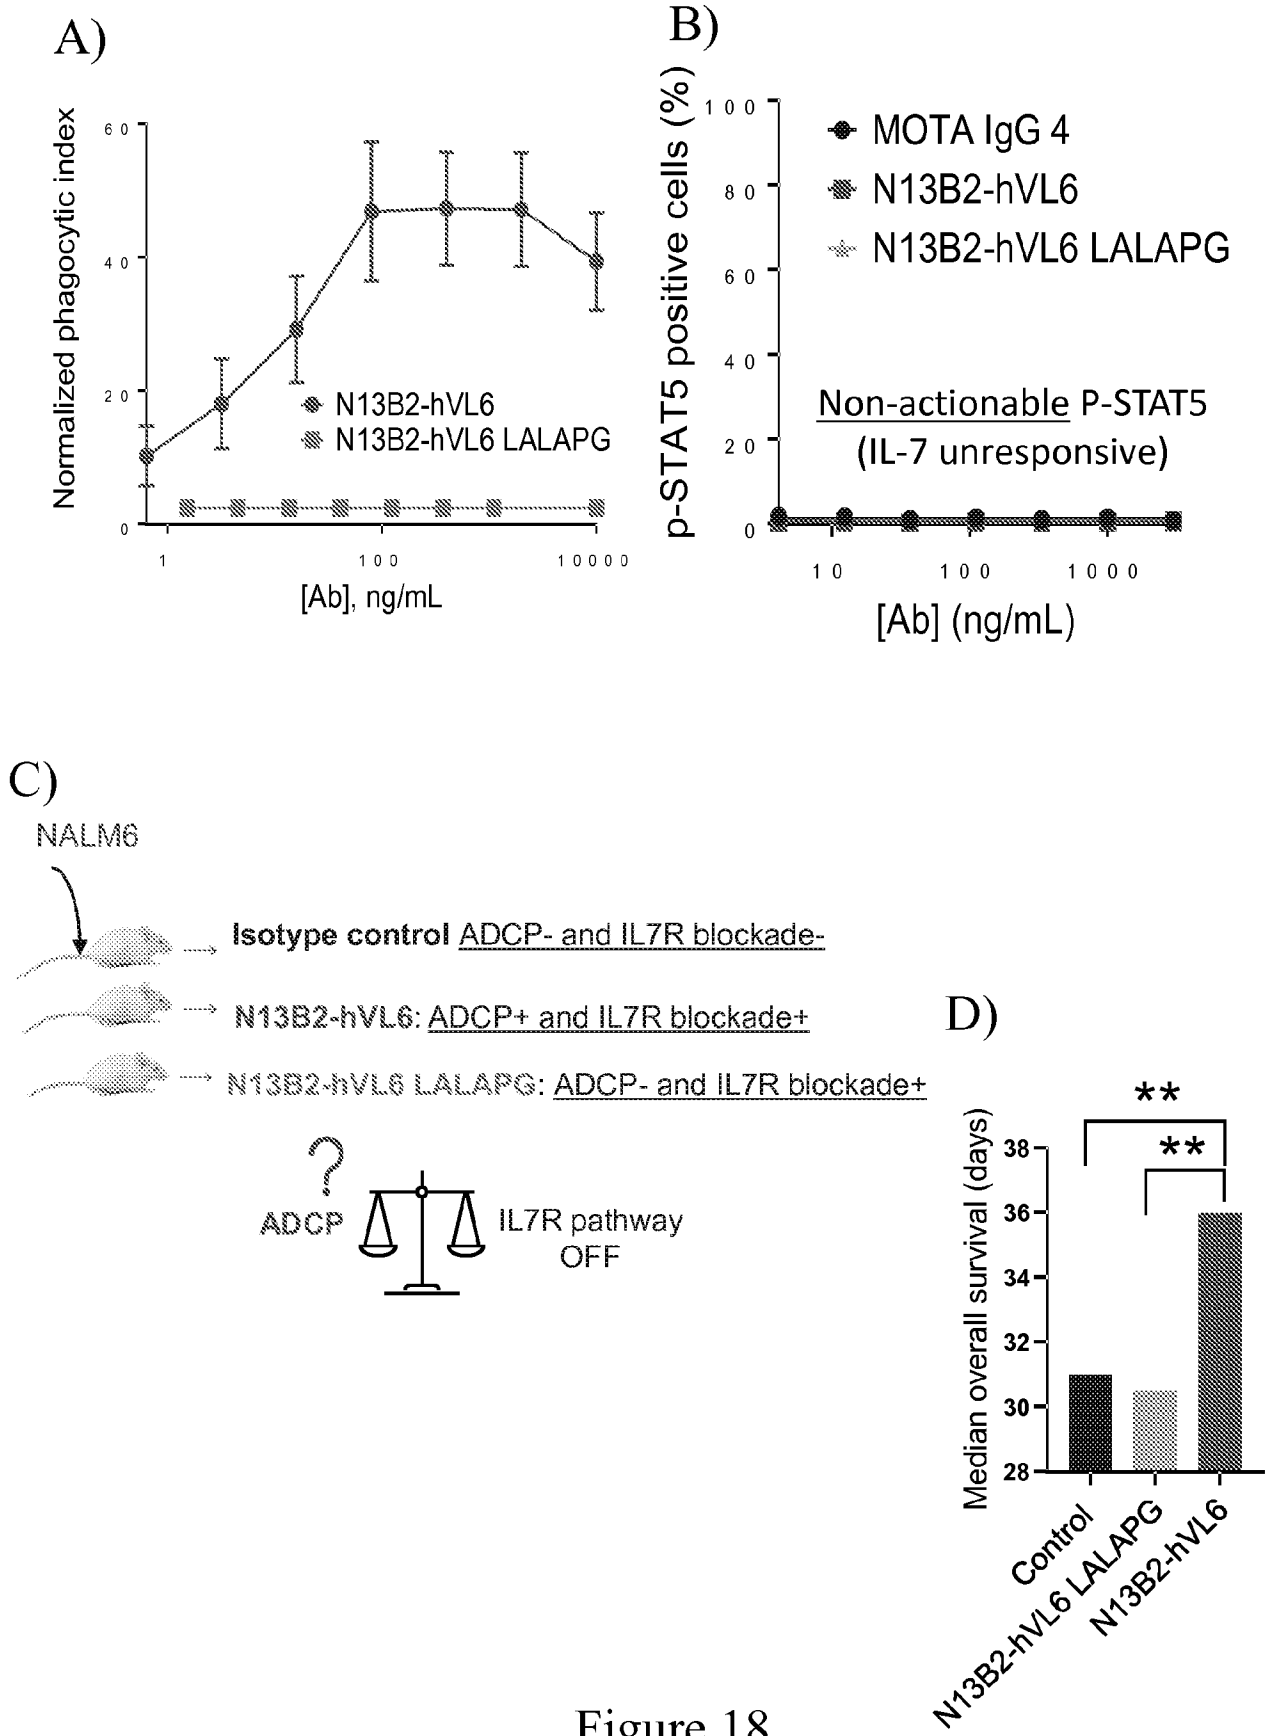 A)
Normalized phagocytic index
60
40
20
0
N13B2-hVL6
N13B2-hVL6 LALAPG
1
100
10000
[Ab], ng/mL
B)
p-STAT5 positive cells (%)
100
80
60
40
20
0
MOTA IgG 4
N13B2-hVL6
N13B2-hVL6 LALAPG
Non-actionable P-STAT5
(IL-7 unresponsive)
10
100
1000
[Ab] (ng/mL)
C)
NALM6
Isotype control ADCP- and IL7R blockade-
N13B2-hVL6: ADCP+ and IL7R blockade+
N13B2-hVL6 LALAPG: ADCP- and IL7R blockade+
?
ADCP
IL7R pathway
OFF
D)
Median overall survival (days)
**
**
38
36
34
32
30
28
Control
N13B2-hVL6 LALAPG
N13B2-hVL6
Figure 18